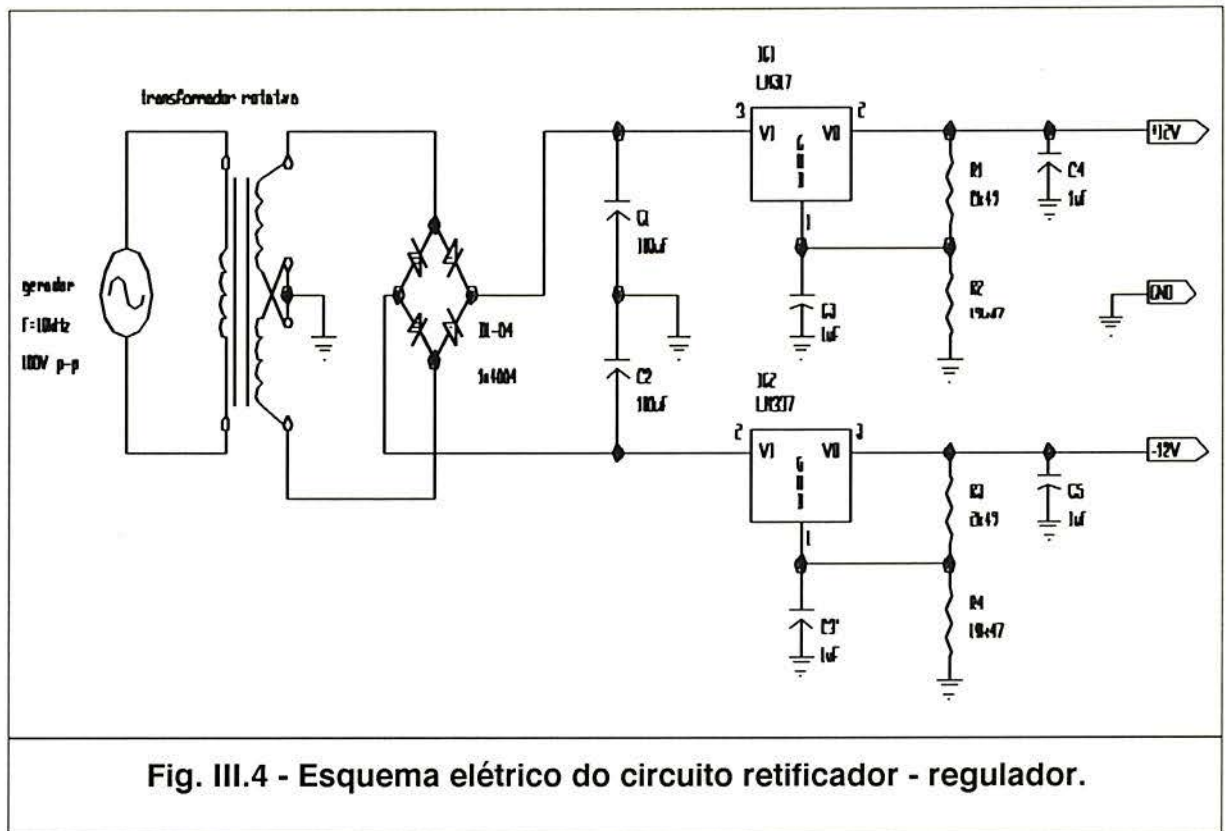 IC1
LM317
transformador rotativo
3
2
VI
VO
GND
1
+12V
R1
2k49
C4
1uF
C1
100uF
gerador
F=10kHz
100V p-p
D1-D4
1n4004
C3
1uF
R2
GND
C2
100uF
IC2
LM337
2
3
VI
VO
GND
1
-12V
R3
2k49
C5
1uF
C3'
1uF
R4
Fig. III.4 - Esquema elétrico do circuito retificador - regulador.